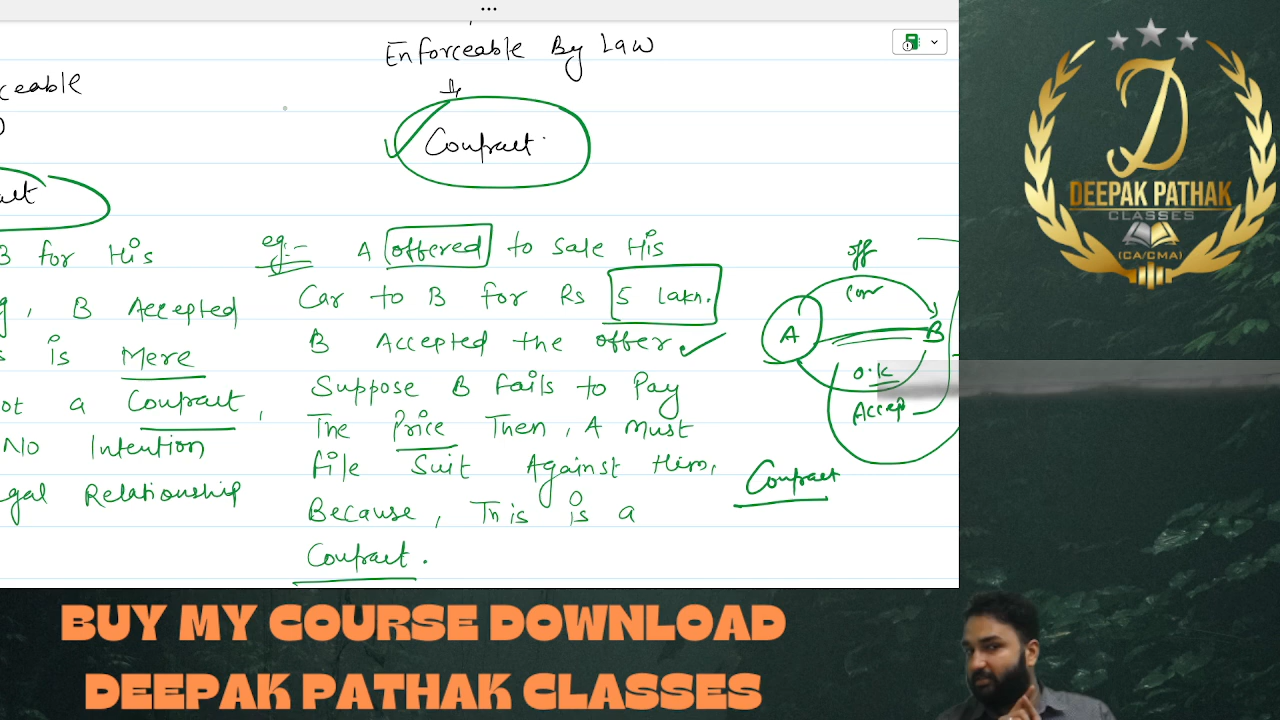 Enforceable By Law
ceable
Contract
B for His
g, B Accepted
s is Mere
ot a Contract,
No Intention
gal Relationship
eg:- A offered to Sale His
Car to B for Rs 5 lakh.
B Accepted the offer
Suppose B fails to Pay
The Price Then, A Must
file Suit Against Him,
Because, This is a
Contract.
off
A
B
O.K
Accep
Contract
D
DEEPAK PATHAK
CLASSES
(CA/CMA)
BUY MY COURSE DOWNLOAD
DEEPAK PATHAK CLASSES